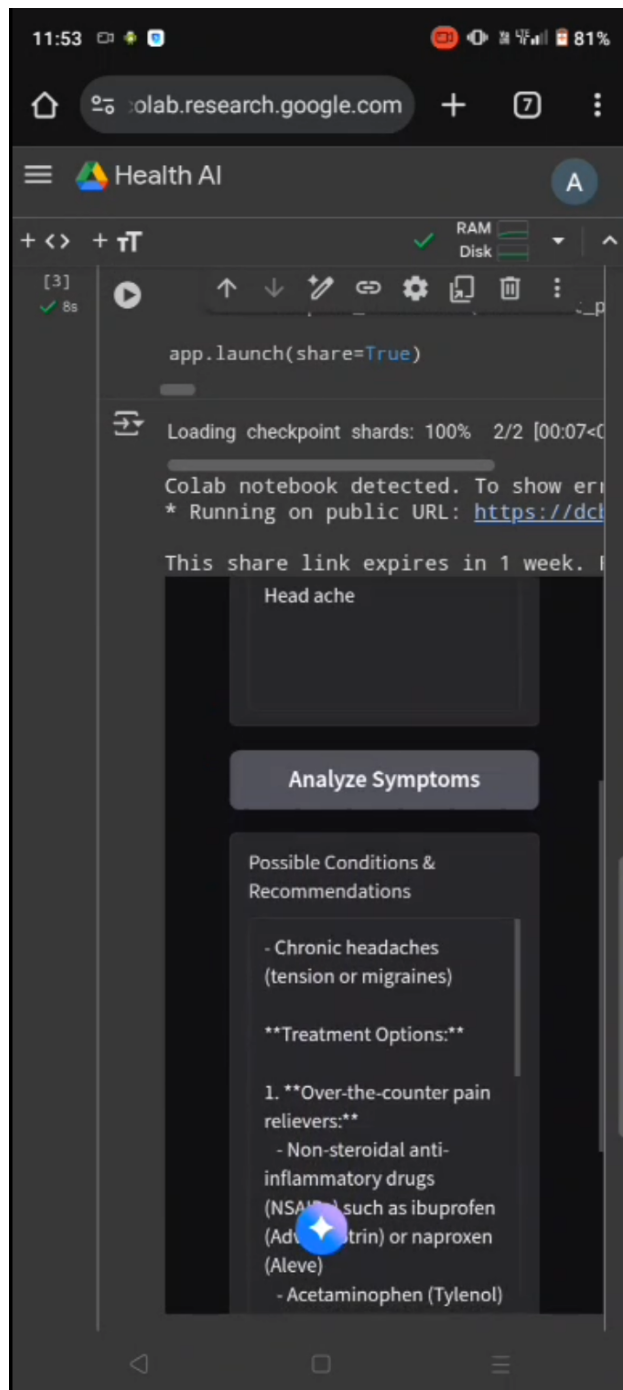 11:53
81%
olab.research.google.com
7
Health AI
A
+ <> + TT
RAM
Disk
[3]
8s
app.launch(share=True)
Loading checkpoint shards: 100% 2/2 [00:07<
Colab notebook detected. To show er
* Running on public URL: https://dc
This share link expires in 1 week.
Head ache
Analyze Symptoms
Possible Conditions &
Recommendations
- Chronic headaches
(tension or migraines)
**Treatment Options:**
1. **Over-the-counter pain
relievers:**
- Non-steroidal anti-
inflammatory drugs
such as ibuprofen
or naproxen
(Aleve)
- Acetaminophen (Tylenol)